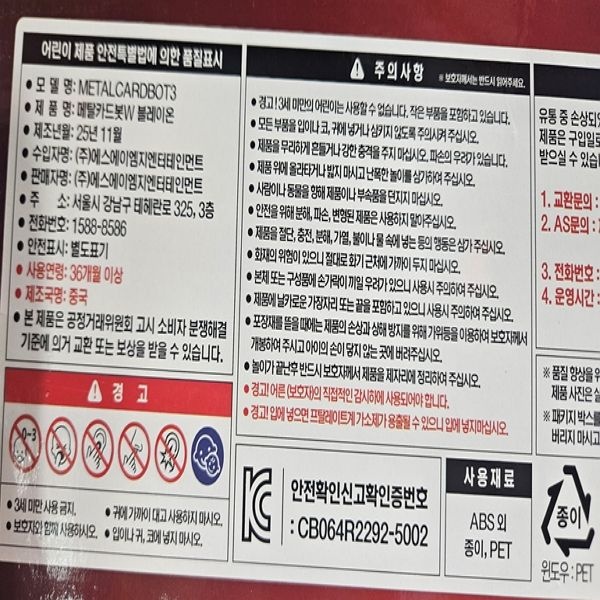 어린이 제품 안전특별법에 의한 품질표시
• 모 델 명: METALCARDBOT3
• 제 품 명: 메탈카드봇W 블레이온
• 제조년월: 25년 11월
• 수입자명: (주)에스에이엠지엔터테인먼트
• 판매자명: (주)에스에이엠지엔터테인먼트
• 주 소: 서울시 강남구 테헤란로 325, 3층
• 전화번호: 1588-8586
• 안전표시: 별도표기
• 사용연령: 36개월 이상
• 제조국명: 중국
• 본 제품은 공정거래위원회 고시 소비자 분쟁해결
기준에 의거 교환 또는 보상을 받을 수 있습니다.
경 고
0-3
• 3세 미만 사용 금지.
• 귀에 가까이 대고 사용하지 마시오.
• 보호자와 함께 사용하시오.
• 입이나 귀, 코에 넣지 마시오.
주의사항 ※ 보호자께서는 반드시 읽어주세요.
• 경고! 3세 미만의 어린이는 사용할 수 없습니다. 작은 부품을 포함하고 있습니다.
• 모든 부품을 입이나 코, 귀에 넣거나 삼키지 않도록 주의시켜 주십시오.
• 제품을 무리하게 흔들거나 강한 충격을 주지 마십시오. 파손의 우려가 있습니다.
• 제품 위에 올라타거나 밟지 마시고 난폭한 놀이를 삼가하여 주십시오.
• 사람이나 동물을 향해 제품이나 부속품을 던지지 마십시오.
• 안전을 위해 분해, 파손, 변형된 제품은 사용하지 말아주십시오.
• 제품을 절단, 충전, 분해, 가열, 불이나 물 속에 넣는 등의 행동은 삼가 주십시오.
• 화재의 위험이 있으니 절대로 화기 근처에 가까이 두지 마십시오.
• 본체 또는 구성품에 손가락이 끼일 우려가 있으니 사용시 주의하여 주십시오.
• 제품에 날카로운 가장자리 또는 끝을 포함하고 있으니 사용시 주의하여 주십시오.
• 포장재를 뜯을 때에는 제품의 손상과 상해 방지를 위해 가위등을 이용하여 보호자께서
개봉하여 주시고 아이의 손이 닿지 않는 곳에 버려주십시오.
• 놀이가 끝난후 반드시 보호자께서 제품을 제자리에 정리하여 주십시오.
• 경고! 어른 (보호자)의 직접적인 감시하에 사용되어야 합니다.
• 경고! 입에 넣으면 프탈레이트계 가소제가 용출될 수 있으니 입에 넣지마십시오.
KC
안전확인신고확인증번호
: CB064R2292-5002
사용재료
ABS 외
종이, PET
유통 중 손상되었
제품은 구입일로
받으실 수 있습
1. 교환문의 :
2. AS문의 :
3. 전화번호 :
4. 운영시간 :
※ 품질 향상을 위
제품 사진은 실
※ 패키지 박스를
버리지 마시고
종이
윈도우 : PET